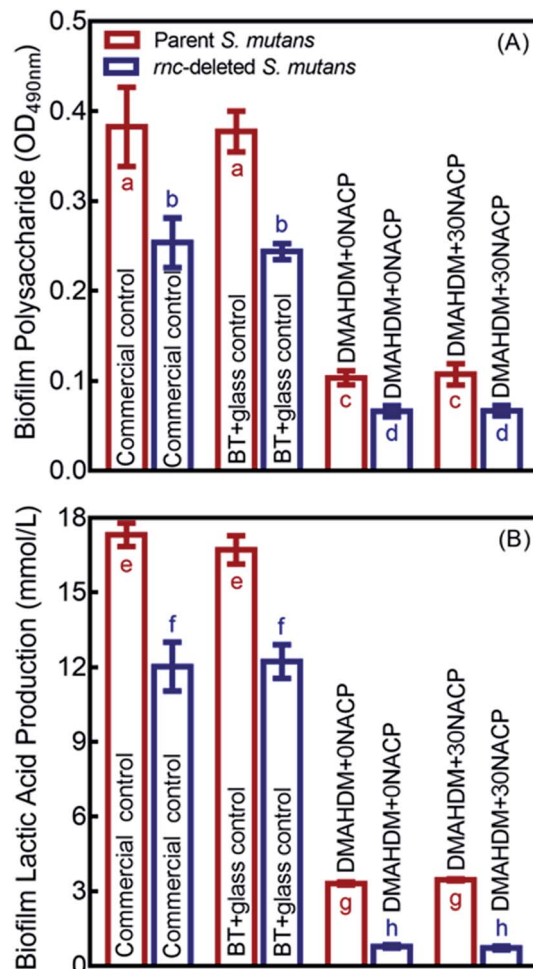 0.5
(A)
Parent S. mutans
rnc-deleted S. mutans
0.4
0.3
0.2
0.1
0.0
Biofilm Polysaccharide (OD490nm)
a
b
a
b
c
d
c
d
Commercial control
Commercial control
BT+glass control
BT+glass control
DMAHDM+0NACP
DMAHDM+0NACP
DMAHDM+30NACP
DMAHDM+30NACP
18
(B)
15
12
9
6
3
0
Biofilm Lactic Acid Production (mmol/L)
e
f
e
f
g
h
g
h
Commercial control
Commercial control
BT+glass control
BT+glass control
DMAHDM+0NACP
DMAHDM+0NACP
DMAHDM+30NACP
DMAHDM+30NACP